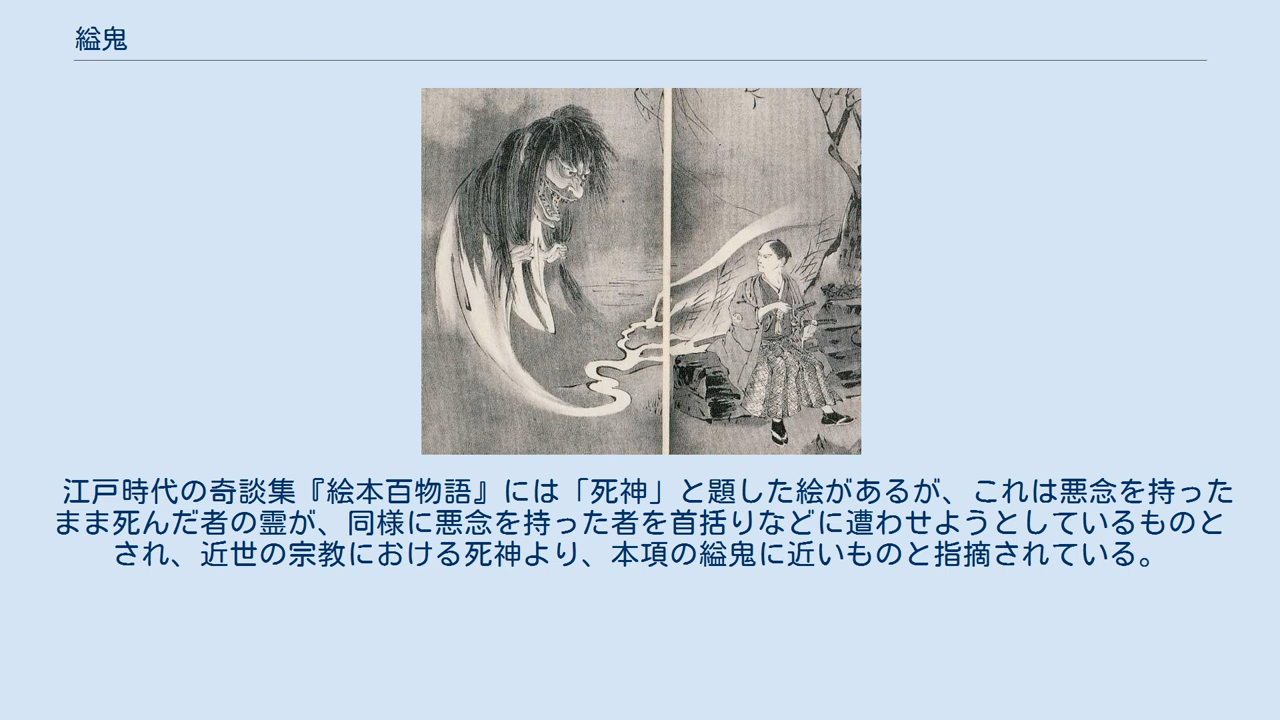 縊鬼
江戸時代の奇談集『絵本百物語』には「死神」と題した絵があるが、これは悪念を持った
まま死んだ者の霊が、同様に悪念を持った者を首括りなどに遭わせようとしているものと
され、近世の宗教における死神より、本項の縊鬼に近いものと指摘されている。